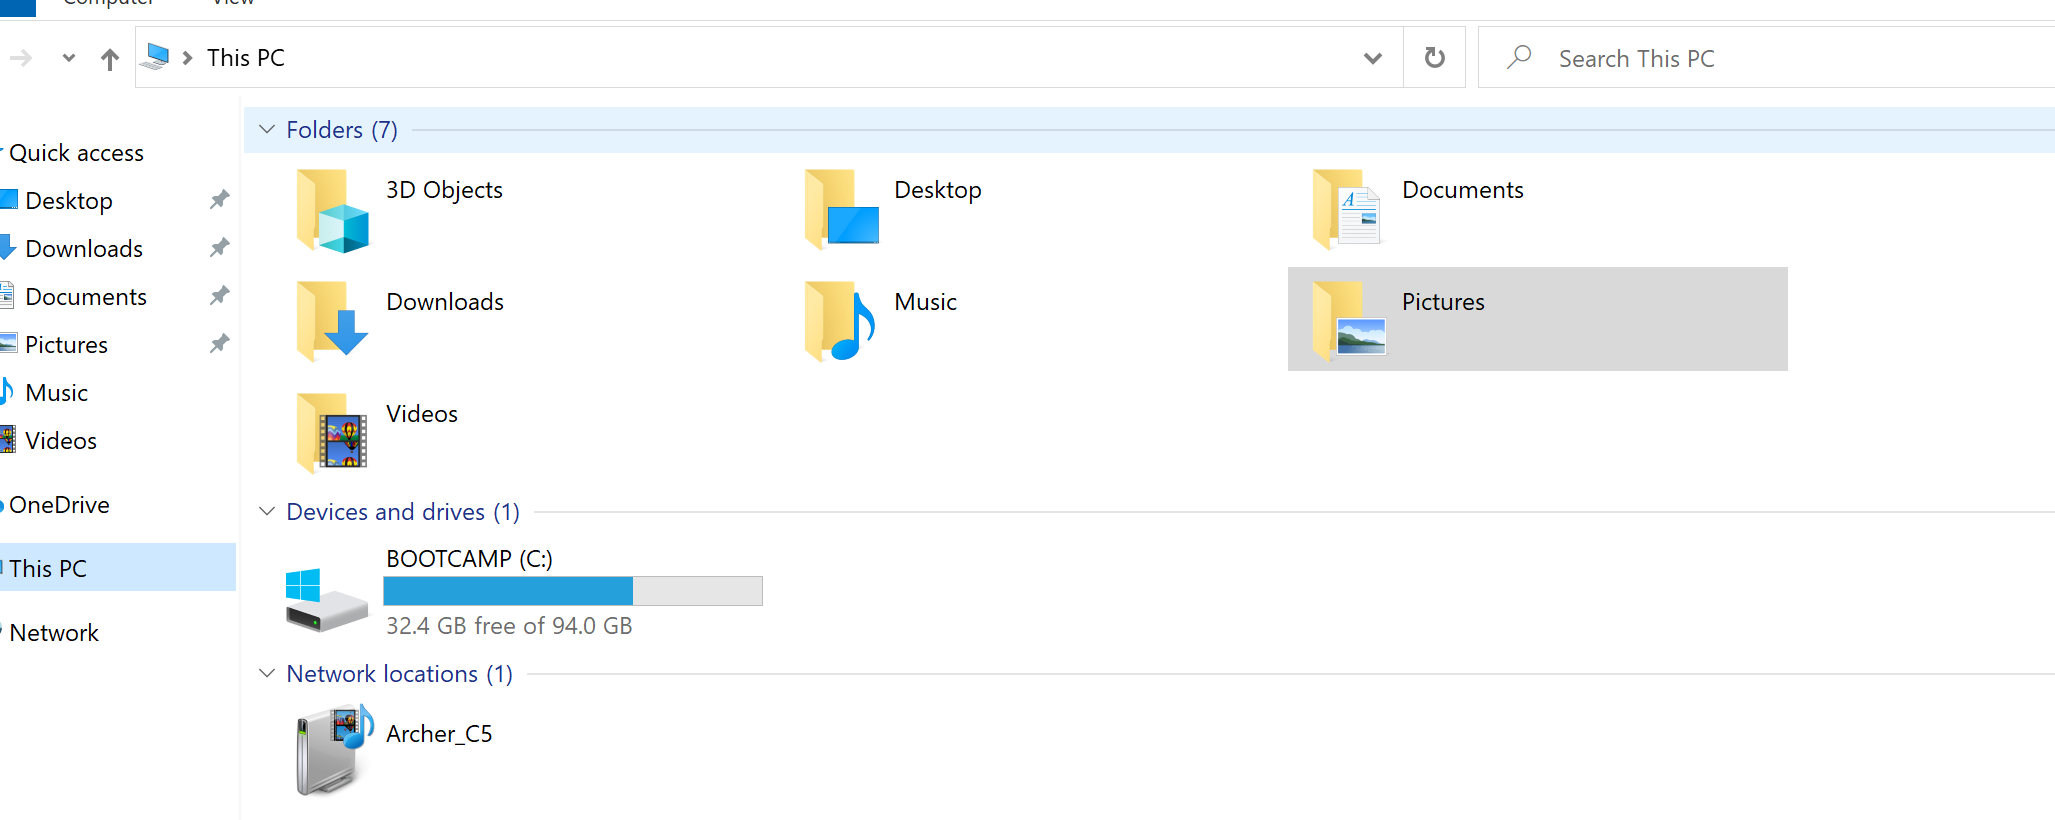 Computer View
This PC
Search This PC
Quick access
Desktop
Downloads
Documents
Pictures
Music
Videos
OneDrive
This PC
Network
Folders (7)
3D Objects
Desktop
Documents
Downloads
Music
Pictures
Videos
Devices and drives (1)
BOOTCAMP (C:)
32.4 GB free of 94.0 GB
Network locations (1)
Archer_C5